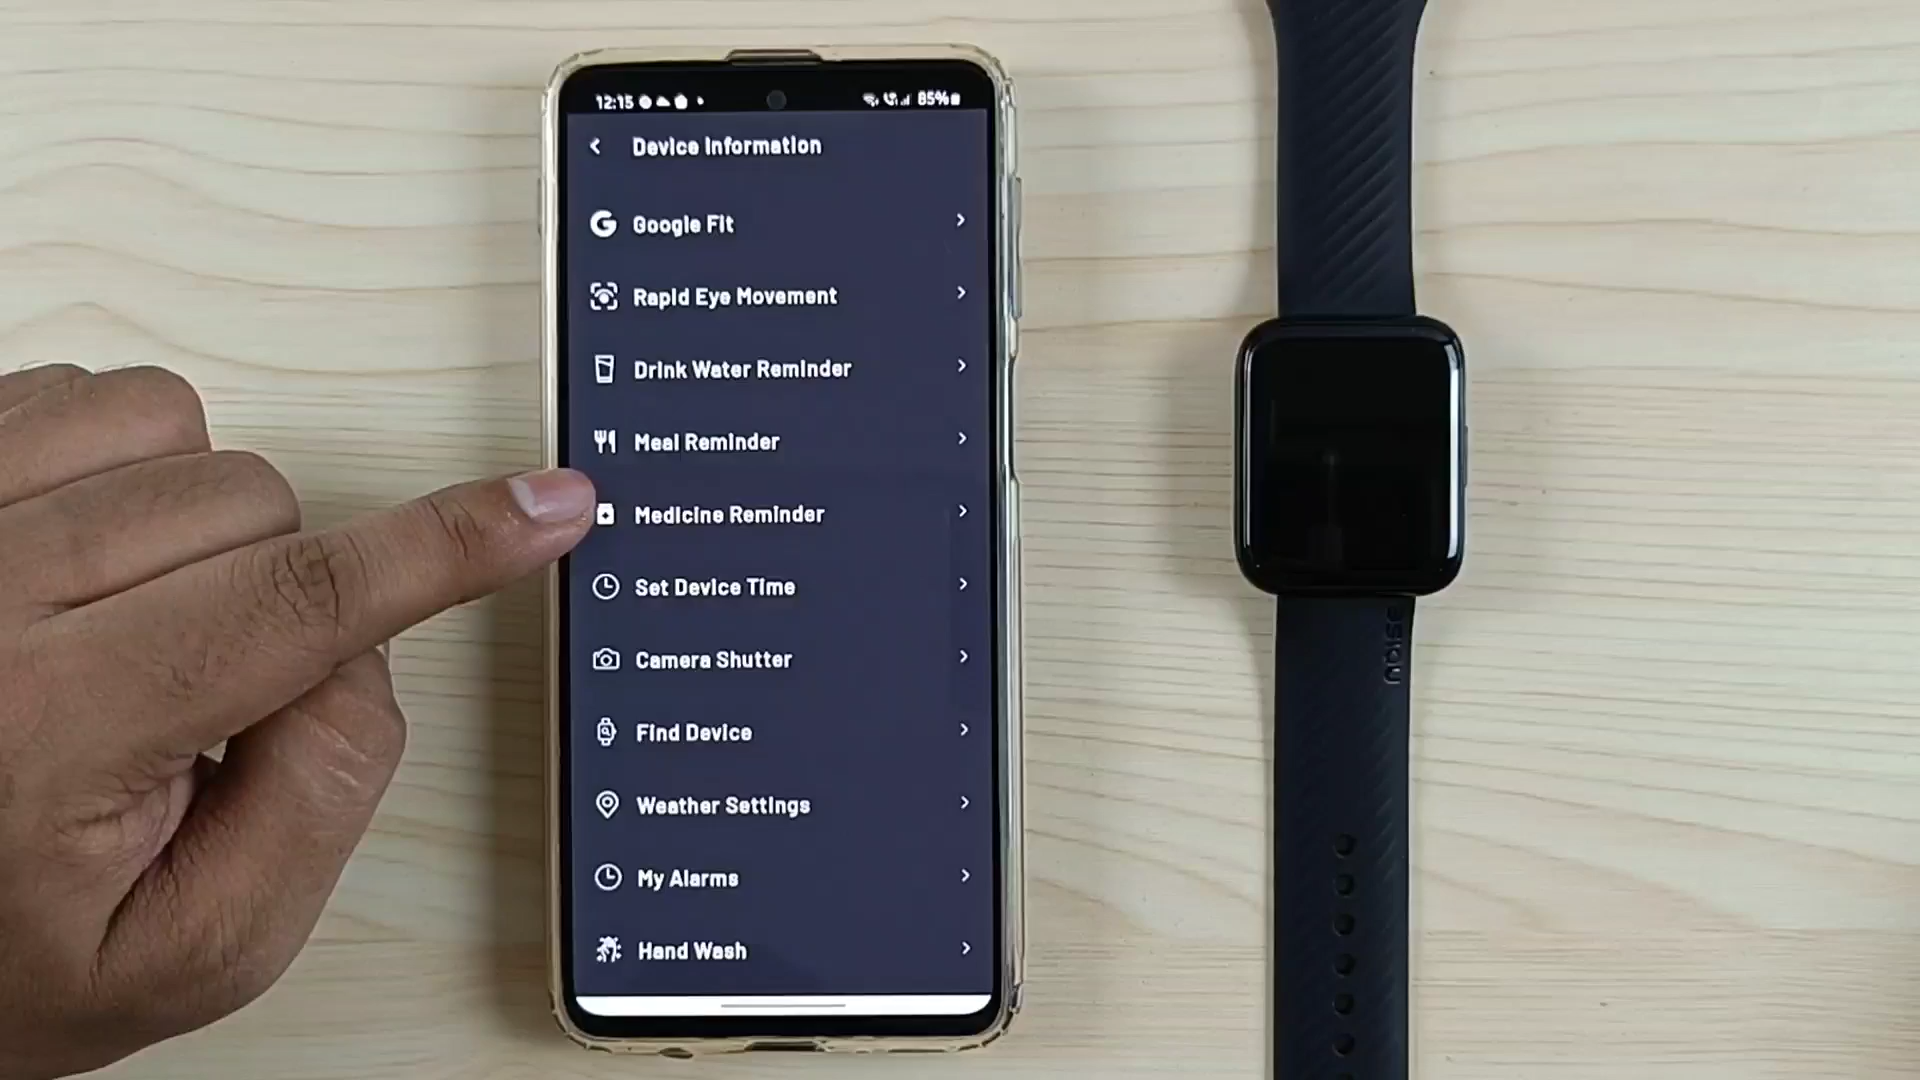 12:15 85%
Device Information
Google Fit
Rapid Eye Movement
Drink Water Reminder
Meal Reminder
Medicine Reminder
Set Device Time
Camera Shutter
Find Device
Weather Settings
My Alarms
Hand Wash
noise